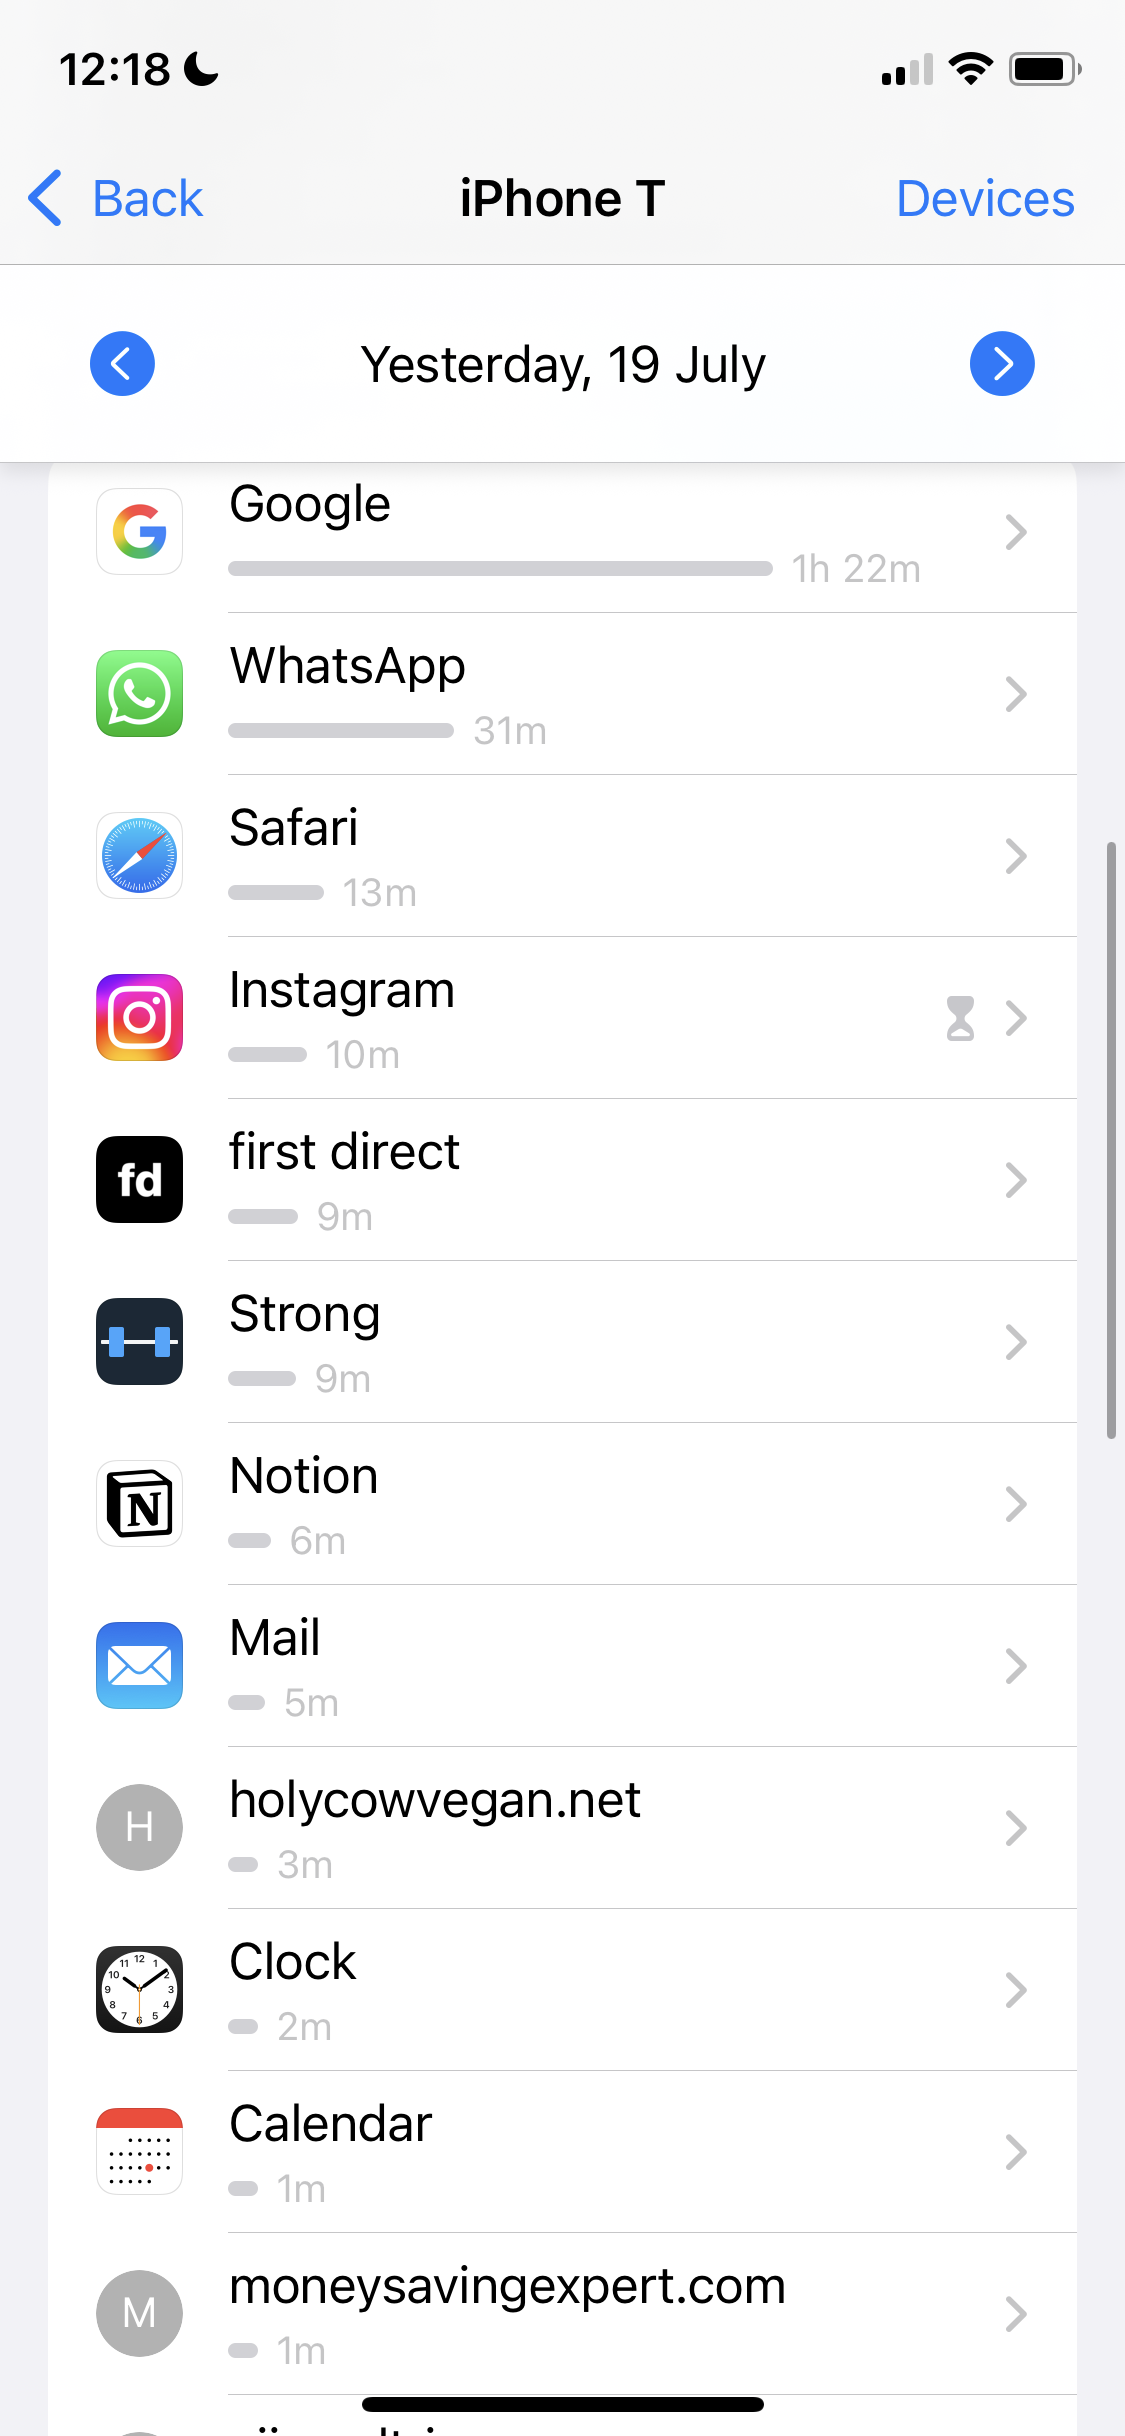 12:18
Back iPhone T Devices
Yesterday, 19 July
Google
1h 22m
WhatsApp
31m
Safari
13m
Instagram
10m
fd
first direct
9m
Strong
9m
N
Notion
6m
Mail
5m
H
holycowvegan.net
3m
Clock
2m
Calendar
1m
M
moneysavingexpert.com
1m